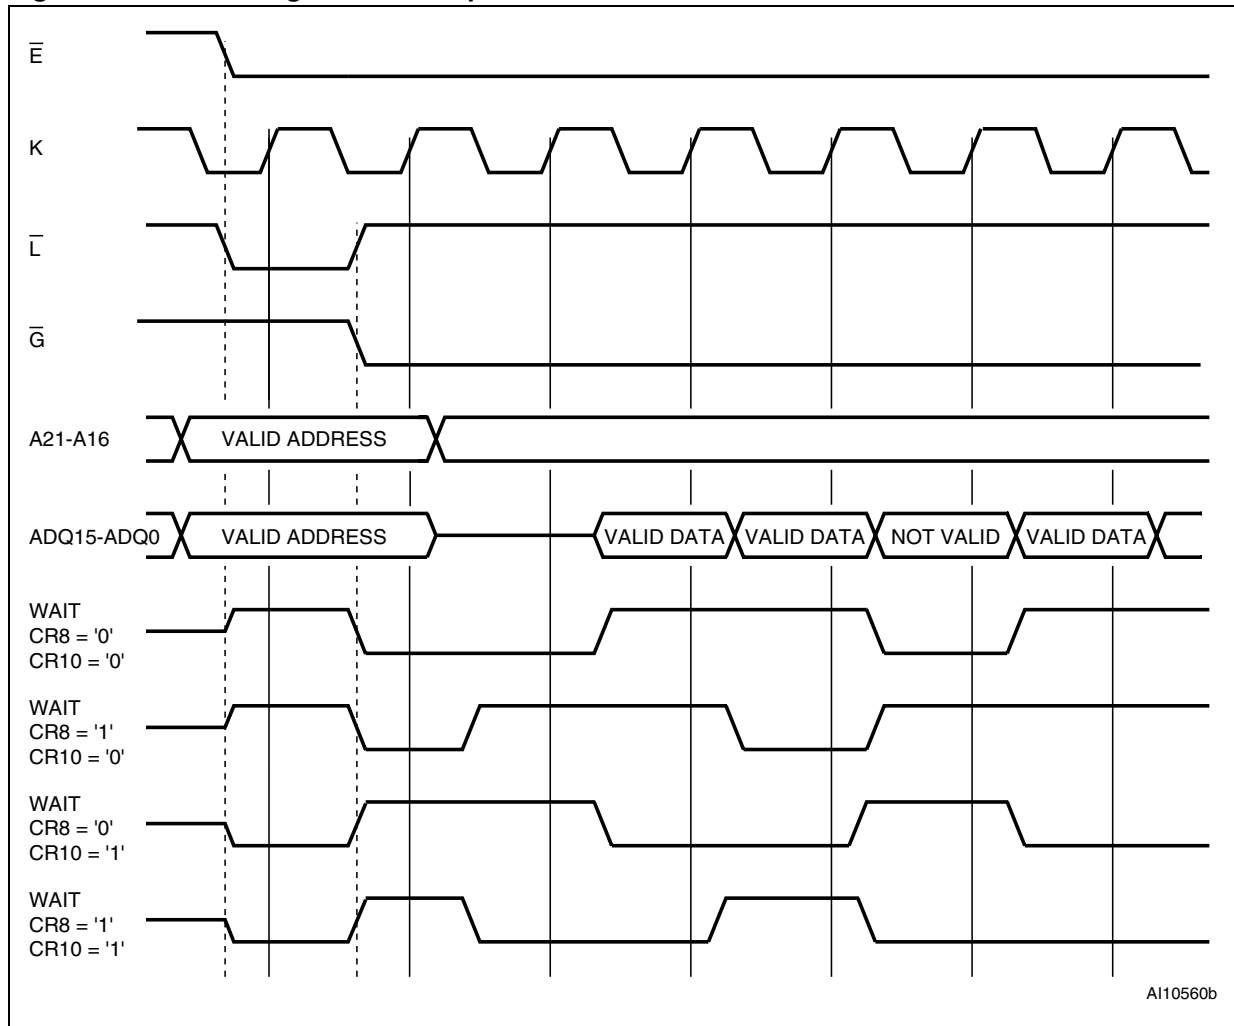 E̅
K
L̅
G̅
A21-A16
VALID ADDRESS
ADQ15-ADQ0
VALID ADDRESS
VALID DATA
VALID DATA
NOT VALID
VALID DATA
WAIT
CR8 = '0'
CR10 = '0'
WAIT
CR8 = '1'
CR10 = '0'
WAIT
CR8 = '0'
CR10 = '1'
WAIT
CR8 = '1'
CR10 = '1'
AI10560b